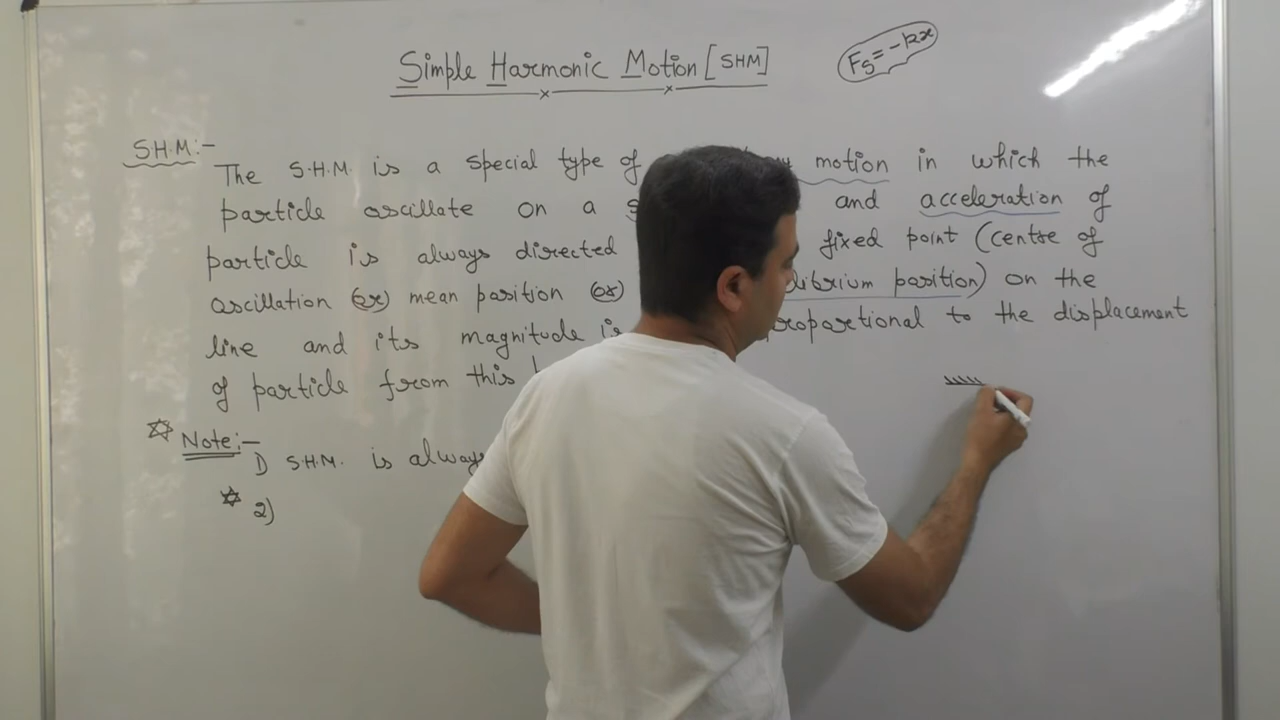 Simple Harmonic Motion [SHM]
Fs = -kx
S.H.M:-
The S.H.M. is a special type of motion in which the
particle oscillate on a and acceleration of
particle is always directed fixed point (centre of
oscillation (or) mean position (or) position) on the
line and its magnitude is proportional to the displacement
of particle from this
Note:-
1) S.H.M. is always
2)